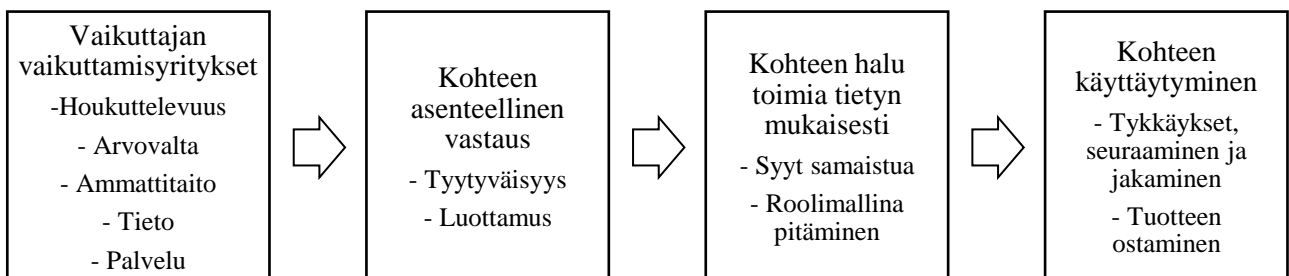 Vaikuttajan
vaikuttamisyritykset
-Houkuttelevuus
- Arvovalta
- Ammattitaito
- Tieto
- Palvelu
Kohteen
asenteellinen
vastaus
- Tyytyväisyys
- Luottamus
Kohteen halu
toimia tietyn
mukaisesti
- Syyt samaistua
- Roolimallina
pitäminen
Kohteen
käyttäytyminen
- Tykkäykset,
seuraaminen ja
jakaminen
- Tuotteen
ostaminen